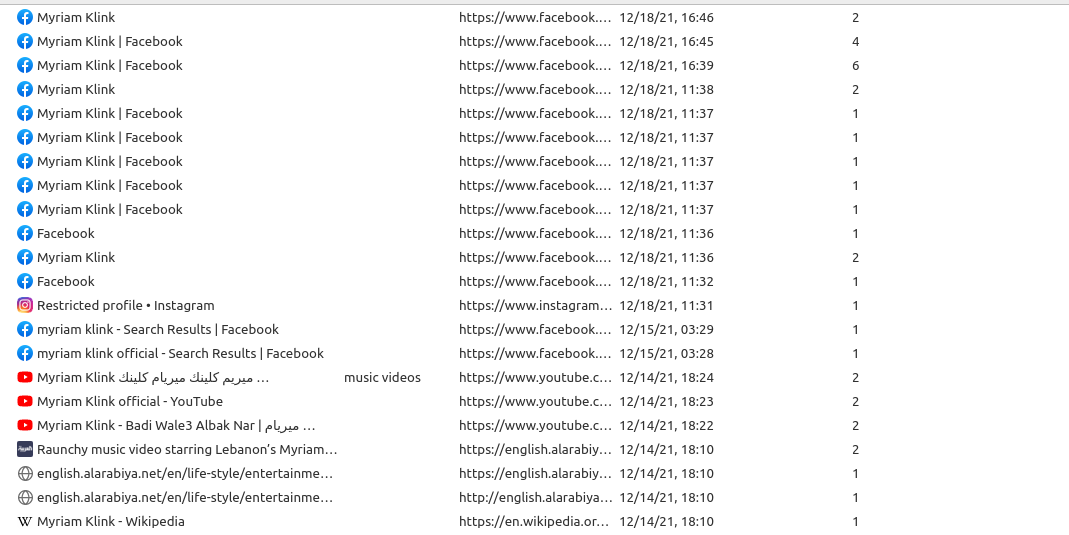 Myriam Klink https://www.facebook.… 12/18/21, 16:46 2
Myriam Klink | Facebook https://www.facebook.… 12/18/21, 16:45 4
Myriam Klink | Facebook https://www.facebook.… 12/18/21, 16:39 6
Myriam Klink https://www.facebook.… 12/18/21, 11:38 2
Myriam Klink | Facebook https://www.facebook.… 12/18/21, 11:37 1
Myriam Klink | Facebook https://www.facebook.… 12/18/21, 11:37 1
Myriam Klink | Facebook https://www.facebook.… 12/18/21, 11:37 1
Myriam Klink | Facebook https://www.facebook.… 12/18/21, 11:37 1
Myriam Klink | Facebook https://www.facebook.… 12/18/21, 11:37 1
Facebook https://www.facebook.… 12/18/21, 11:36 1
Myriam Klink https://www.facebook.… 12/18/21, 11:36 2
Facebook https://www.facebook.… 12/18/21, 11:32 1
Restricted profile • Instagram https://www.instagram… 12/18/21, 11:31 1
myriam klink - Search Results | Facebook https://www.facebook.… 12/15/21, 03:29 1
myriam klink official - Search Results | Facebook https://www.facebook.… 12/15/21, 03:28 1
Myriam Klink ميريم كلينك ميريام كلينك … music videos https://www.youtube.c… 12/14/21, 18:24 2
Myriam Klink official - YouTube https://www.youtube.c… 12/14/21, 18:23 2
Myriam Klink - Badi Wale3 Albak Nar | ميريام … https://www.youtube.c… 12/14/21, 18:22 2
Raunchy music video starring Lebanon’s Myriam… https://english.alarabiy… 12/14/21, 18:10 2
english.alarabiya.net/en/life-style/entertainme… https://english.alarabiy… 12/14/21, 18:10 1
english.alarabiya.net/en/life-style/entertainme… http://english.alarabiya… 12/14/21, 18:10 1
W Myriam Klink - Wikipedia https://en.wikipedia.or… 12/14/21, 18:10 1